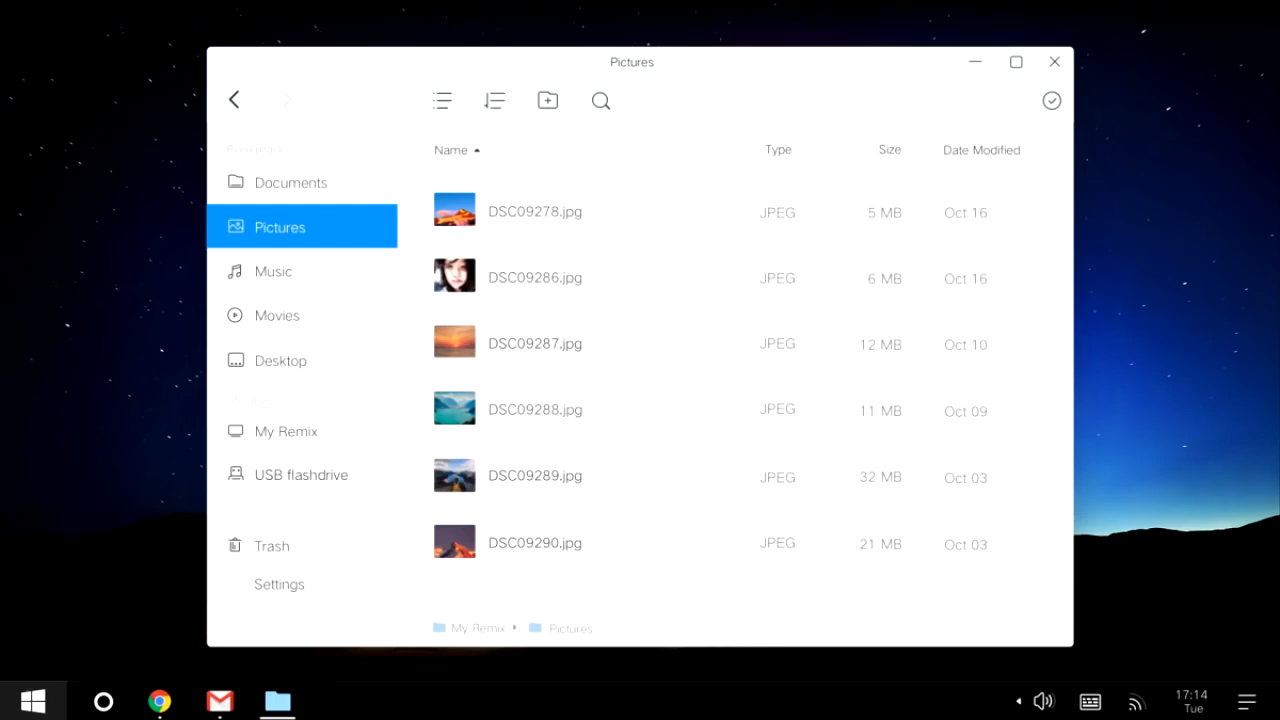 Pictures
Name Type Size Date Modified
Documents
Pictures
Music
Movies
Desktop
My Remix
USB flashdrive
Trash
Settings
DSC09278.jpg JPEG 5 MB Oct 16
DSC09286.jpg JPEG 6 MB Oct 16
DSC09287.jpg JPEG 12 MB Oct 10
DSC09288.jpg JPEG 11 MB Oct 09
DSC09289.jpg JPEG 32 MB Oct 03
DSC09290.jpg JPEG 21 MB Oct 03
My Remix Pictures
17:14
Tue